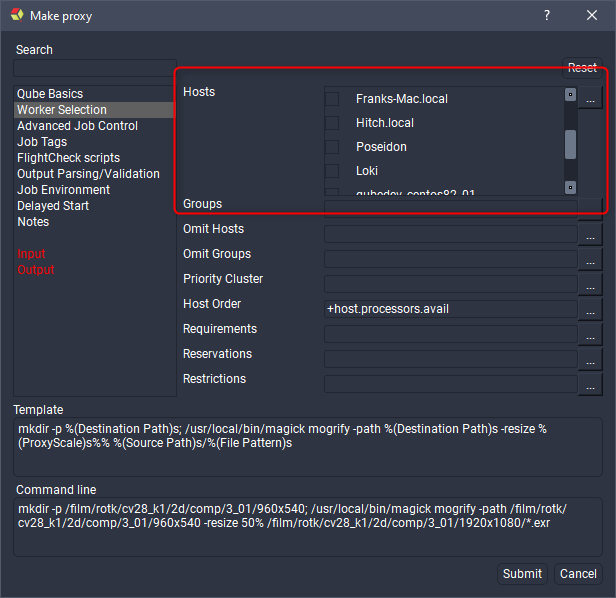 Make proxy
?
Search
Reset
Qube Basics
Worker Selection
Advanced Job Control
Job Tags
FlightCheck scripts
Output Parsing/Validation
Job Environment
Delayed Start
Notes
Input
Output
Hosts
Franks-Mac.local
...
Hitch.local
Poseidon
Loki
qubedev-centos82-01
Groups
Omit Hosts
...
Omit Groups
...
Priority Cluster
...
Host Order
+host.processors.avail
...
Requirements
...
Reservations
...
Restrictions
...
Template
mkdir -p %(Destination Path)s; /usr/local/bin/magick mogrify -path %(Destination Path)s -resize %
(ProxyScale)s%% %(Source Path)s/%(File Pattern)s
Command line
mkdir -p /film/rotk/cv28_k1/2d/comp/3_01/960x540; /usr/local/bin/magick mogrify -path /film/rotk/
cv28_k1/2d/comp/3_01/960x540 -resize 50% /film/rotk/cv28_k1/2d/comp/3_01/1920x1080/*.exr
Submit
Cancel